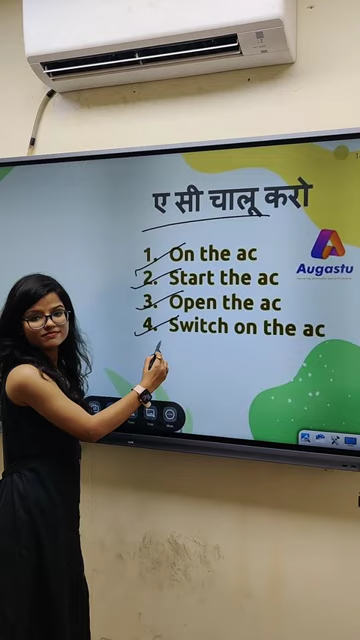 ए सी चालू करो
1. On the ac
2. Start the ac
3. Open the ac
4. Switch on the ac
Augastu